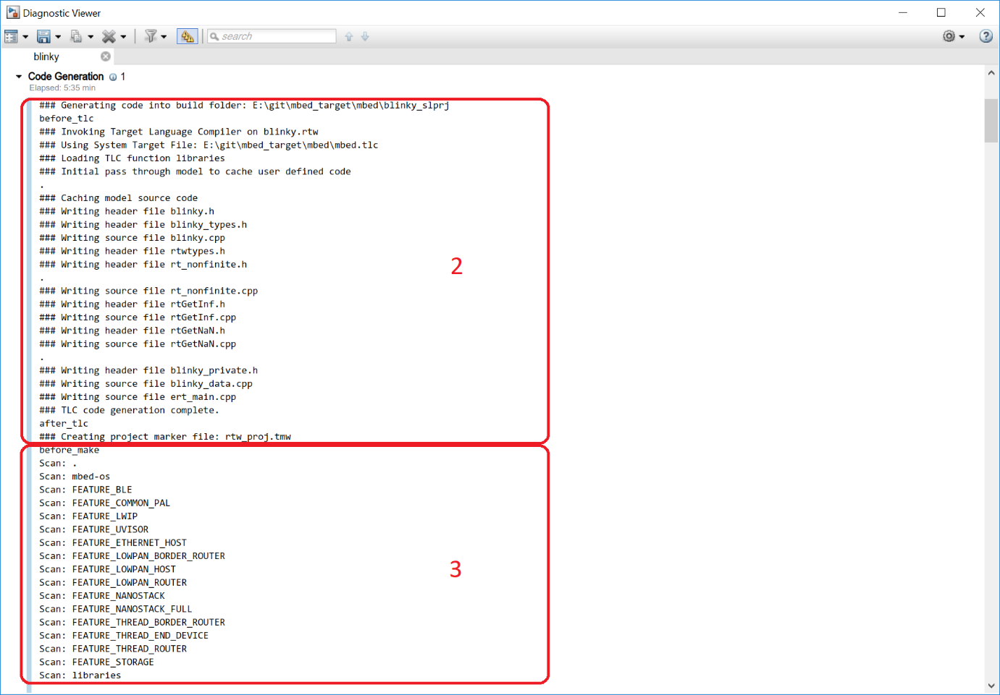 Diagnostic Viewer
search
blinky
Code Generation 1
Elapsed: 5:35 min
### Generating code into build folder: E:\git\mbed_target\mbed\blinky_slprj
before_tlc
### Invoking Target Language Compiler on blinky.rtw
### Using System Target File: E:\git\mbed_target\mbed\mbed.tlc
### Loading TLC function libraries
### Initial pass through model to cache user defined code
.
### Caching model source code
### Writing header file blinky.h
### Writing header file blinky_types.h
### Writing source file blinky.cpp
### Writing header file rtwtypes.h
### Writing header file rt_nonfinite.h
2
.
### Writing source file rt_nonfinite.cpp
### Writing header file rtGetInf.h
### Writing source file rtGetInf.cpp
### Writing header file rtGetNaN.h
### Writing source file rtGetNaN.cpp
.
### Writing header file blinky_private.h
### Writing source file blinky_data.cpp
### Writing source file ert_main.cpp
### TLC code generation complete.
after_tlc
### Creating project marker file: rtw_proj.tmw
before_make
Scan: .
Scan: mbed-os
Scan: FEATURE_BLE
Scan: FEATURE_COMMON_PAL
Scan: FEATURE_LWIP
Scan: FEATURE_UVISOR
Scan: FEATURE_ETHERNET_HOST
Scan: FEATURE_LOWPAN_BORDER_ROUTER
Scan: FEATURE_LOWPAN_HOST
3
Scan: FEATURE_LOWPAN_ROUTER
Scan: FEATURE_NANOSTACK
Scan: FEATURE_NANOSTACK_FULL
Scan: FEATURE_THREAD_BORDER_ROUTER
Scan: FEATURE_THREAD_END_DEVICE
Scan: FEATURE_THREAD_ROUTER
Scan: FEATURE_STORAGE
Scan: libraries